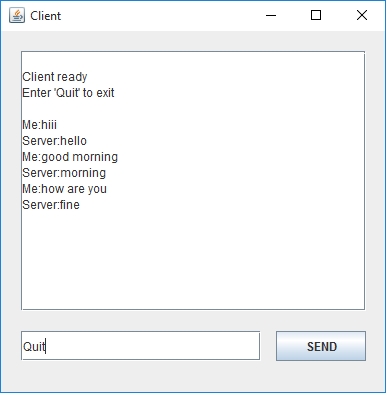 Client
Client ready
Enter 'Quit' to exit
Me:hiii
Server:hello
Me:good morning
Server:morning
Me:how are you
Server:fine
Quit
SEND